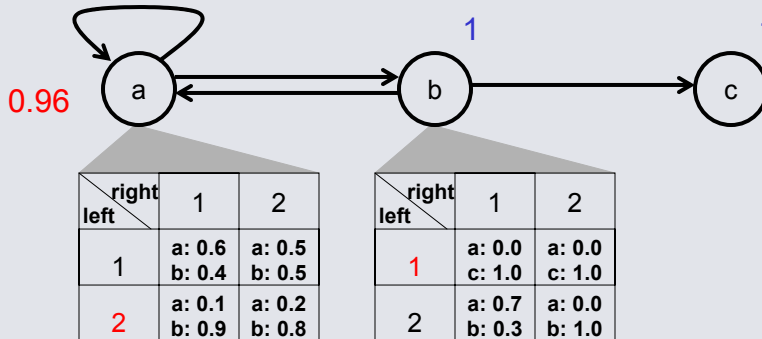 1
0.96
a
b
c
right
left
1
2
1
a: 0.6
b: 0.4
a: 0.5
b: 0.5
2
a: 0.1
b: 0.9
a: 0.2
b: 0.8
right
left
1
2
1
a: 0.0
c: 1.0
a: 0.0
c: 1.0
2
a: 0.7
b: 0.3
a: 0.0
b: 1.0